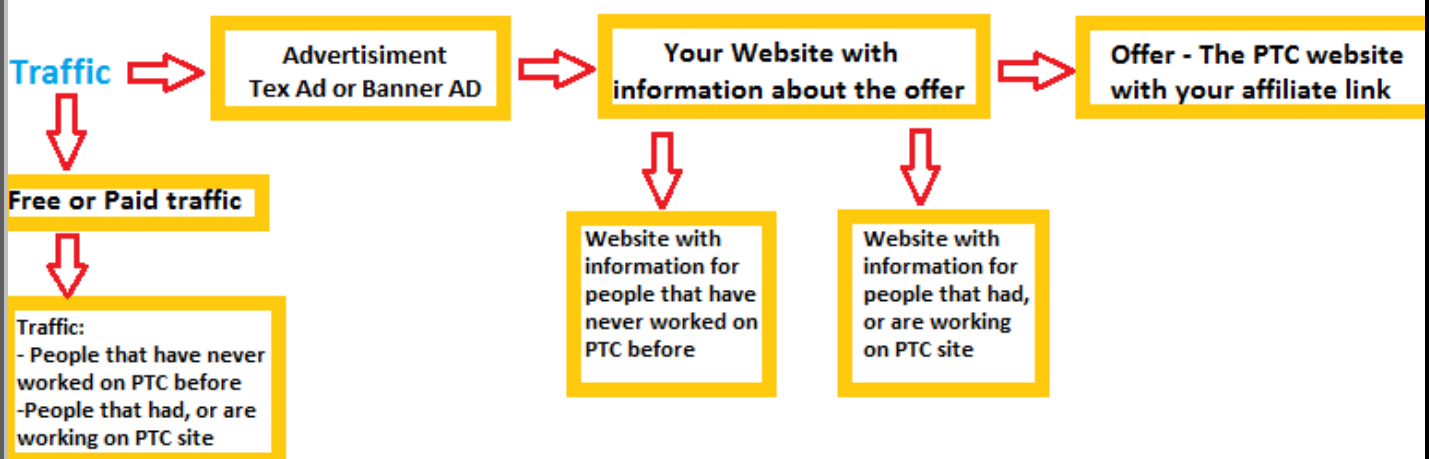 Traffic
Advertisiment
Tex Ad or Banner AD
Your Website with
information about the offer
Offer - The PTC website
with your affiliate link
Free or Paid traffic
Website with
information for
people that have
never worked on
PTC before
Website with
information for
people that had,
or are working
on PTC site
Traffic:
- People that have never
worked on PTC before
-People that had, or are
working on PTC site